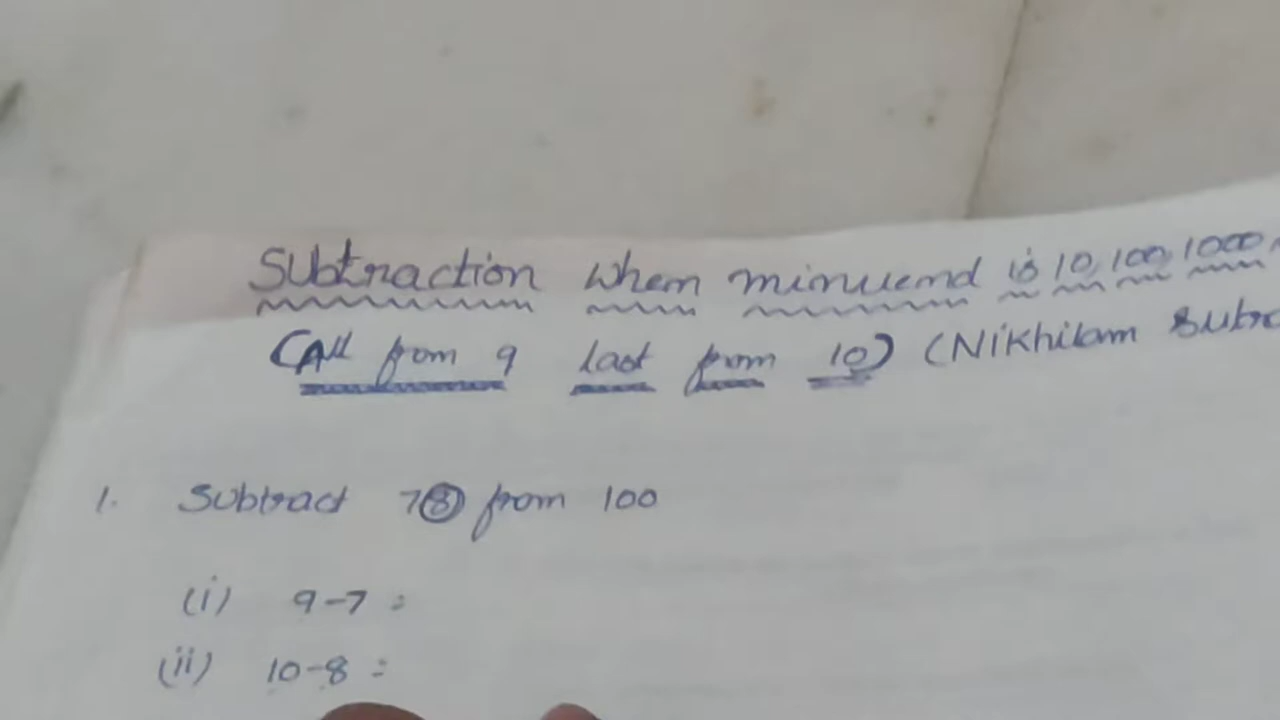 Subtraction when minuend is 10, 100, 1000,
(All from 9 last from 10) (Nikhilam
1. Subtract 78 from 100
(i) 9-7 =
(ii) 10-8 =